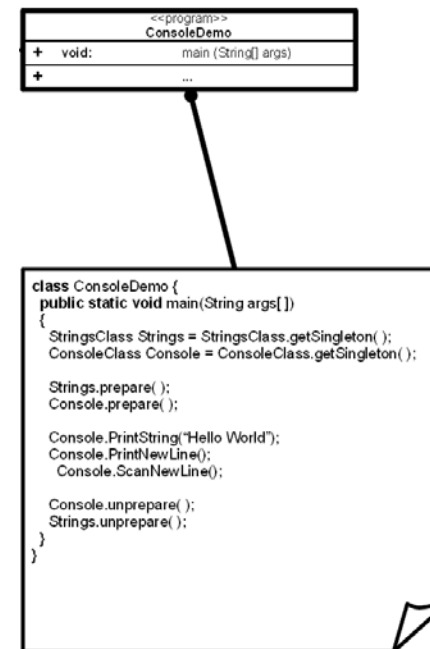 <<program>>
ConsoleDemo
+ void: main (String[] args)
+ ...
class ConsoleDemo {
public static void main(String args[ ])
{
StringsClass Strings = StringsClass.getSingleton( );
ConsoleClass Console = ConsoleClass.getSingleton( );
Strings.prepare( );
Console.prepare( );
Console.PrintString(“Hello World”);
Console.PrintNewLine();
Console.ScanNewLine();
Console.unprepare( );
Strings.unprepare( );
}
}